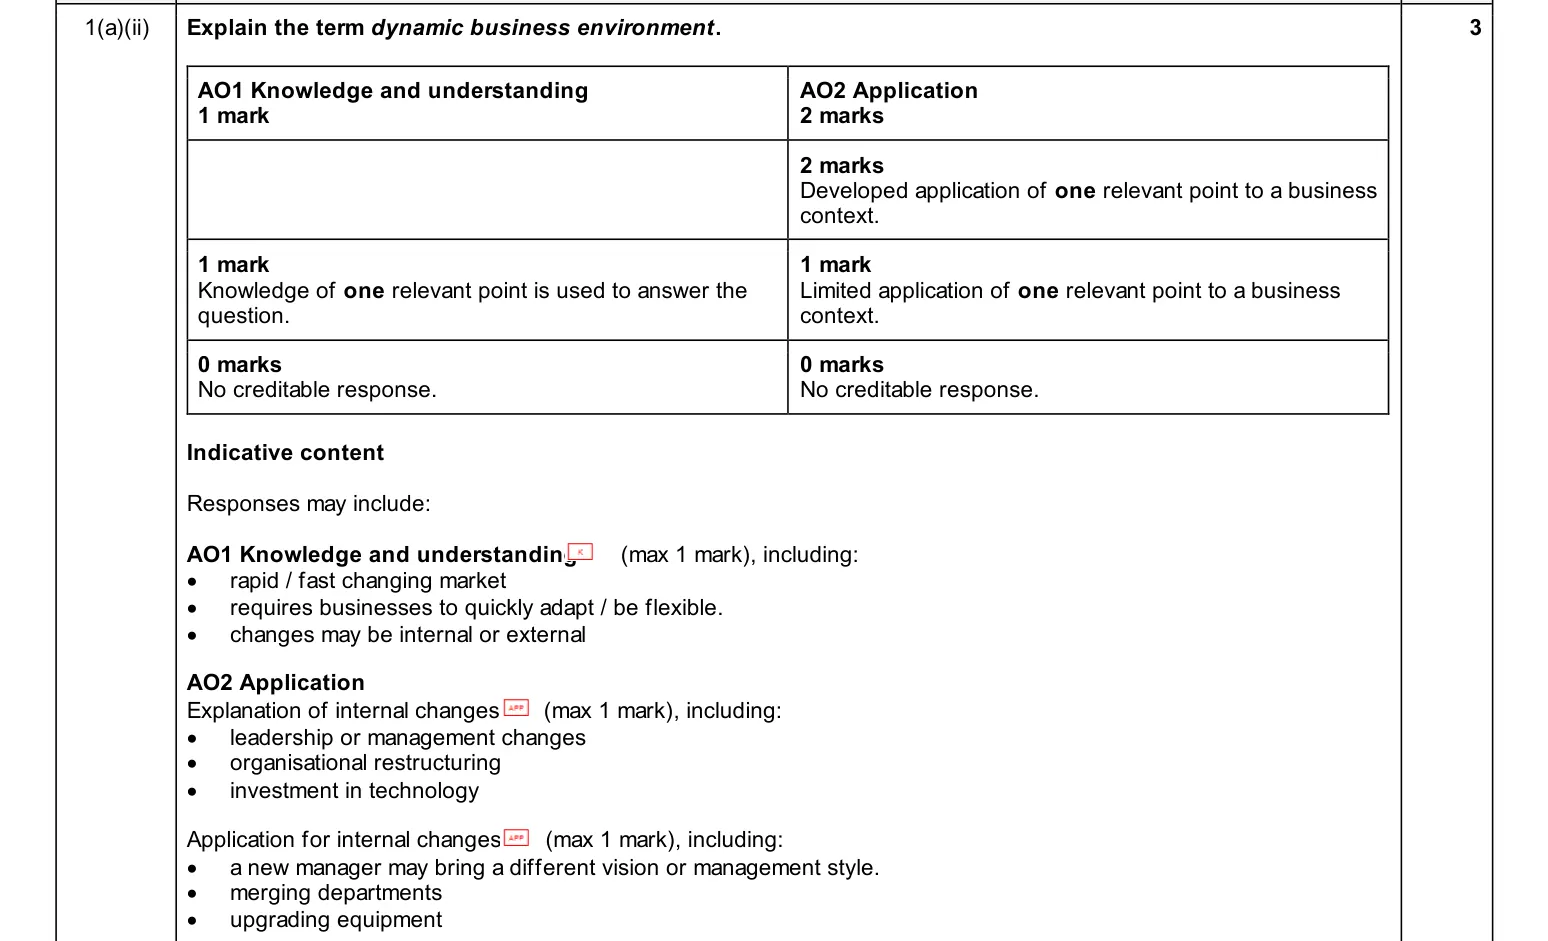 1(a)(ii) Explain the term dynamic business environment. 3
AO1 Knowledge and understanding
1 mark
AO2 Application
2 marks
2 marks
Developed application of one relevant point to a business
context.
1 mark
Knowledge of one relevant point is used to answer the
question.
1 mark
Limited application of one relevant point to a business
context.
0 marks
No creditable response.
0 marks
No creditable response.
Indicative content
Responses may include:
AO1 Knowledge and understanding K (max 1 mark), including:
• rapid / fast changing market
• requires businesses to quickly adapt / be flexible.
• changes may be internal or external
AO2 Application
Explanation of internal changes APP (max 1 mark), including:
• leadership or management changes
• organisational restructuring
• investment in technology
Application for internal changes APP (max 1 mark), including:
• a new manager may bring a different vision or management style.
• merging departments
• upgrading equipment